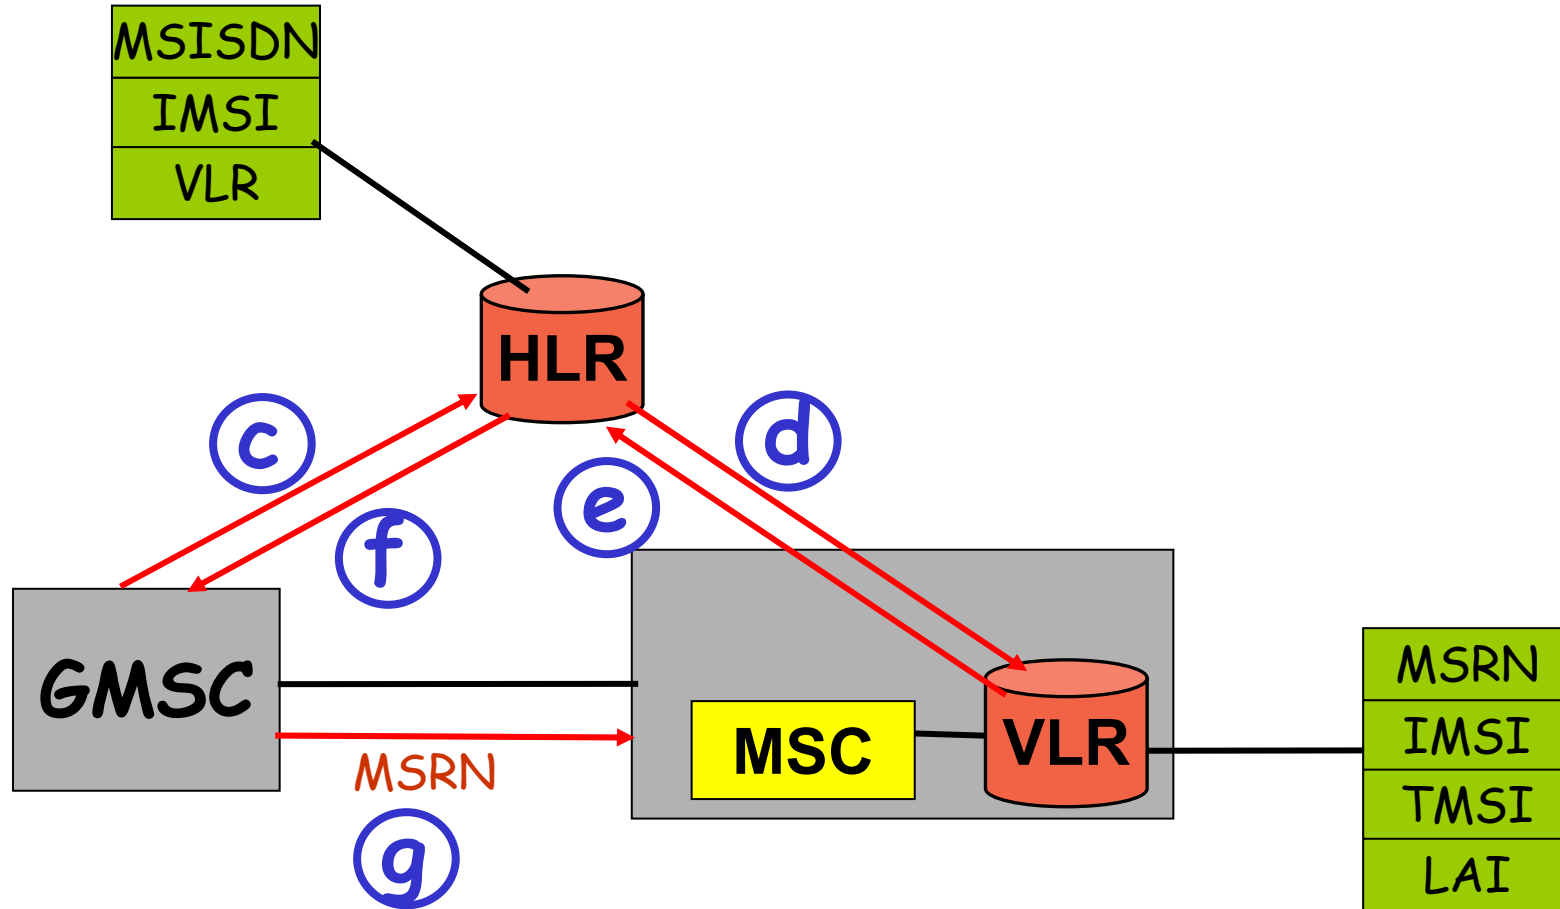 MSISDN
IMSI
VLR
HLR
c
d
e
f
GMSC
MSC
VLR
MSRN
g
MSRN
IMSI
TMSI
LAI